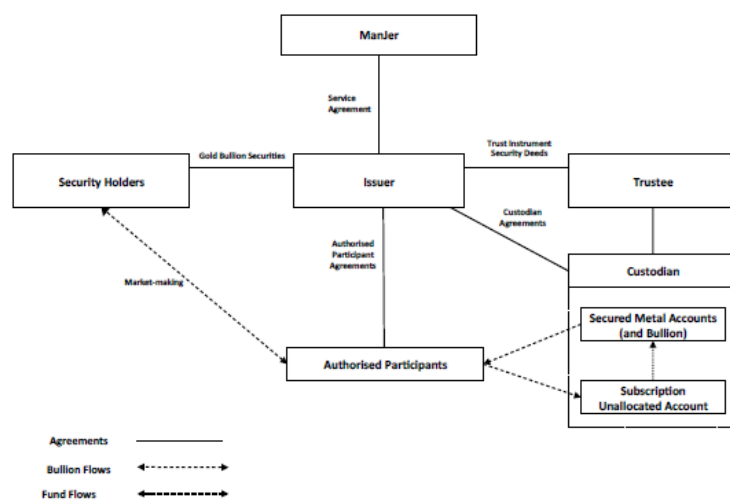 ManJer
Service
Agreement
Trust Instrument
Security Deeds
Gold Bullion Securities
Security Holders
Issuer
Trustee
Custodian
Agreements
Authorised
Participant
Agreements
Custodian
Market-making
Secured Metal Accounts
(and Bullion)
Authorised Participants
Subscription
Unallocated Account
Agreements
Bullion Flows
Fund Flows